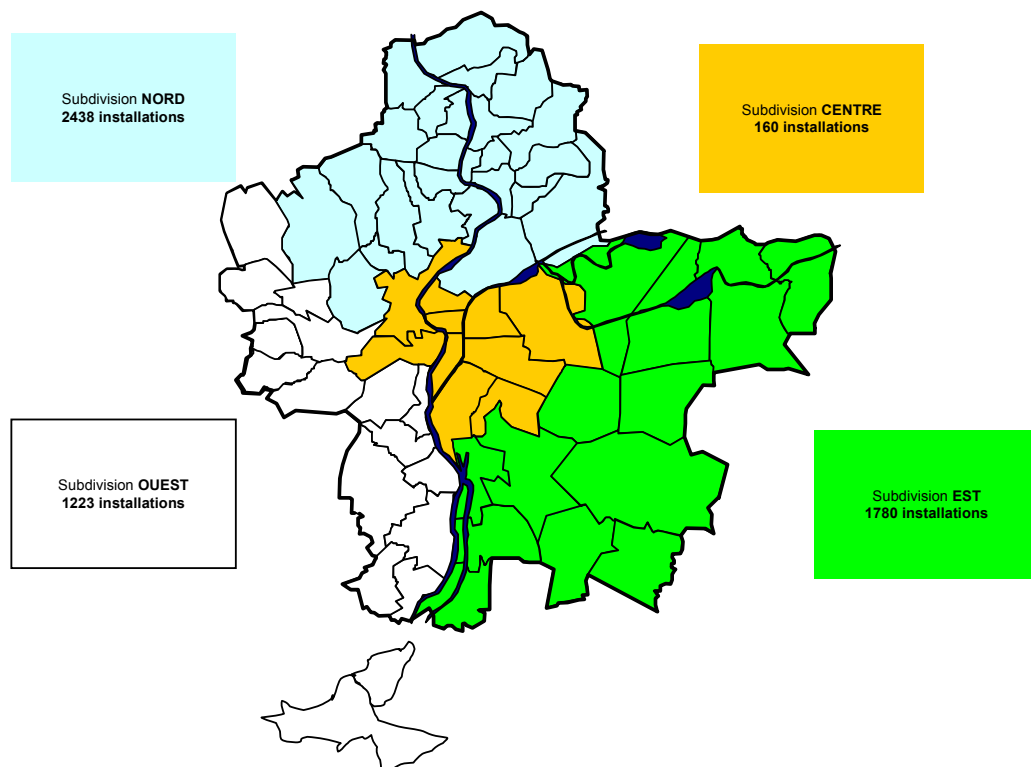 Subdivision NORD
2438 installations
Subdivision CENTRE
160 installations
Subdivision OUEST
1223 installations
Subdivision EST
1780 installations